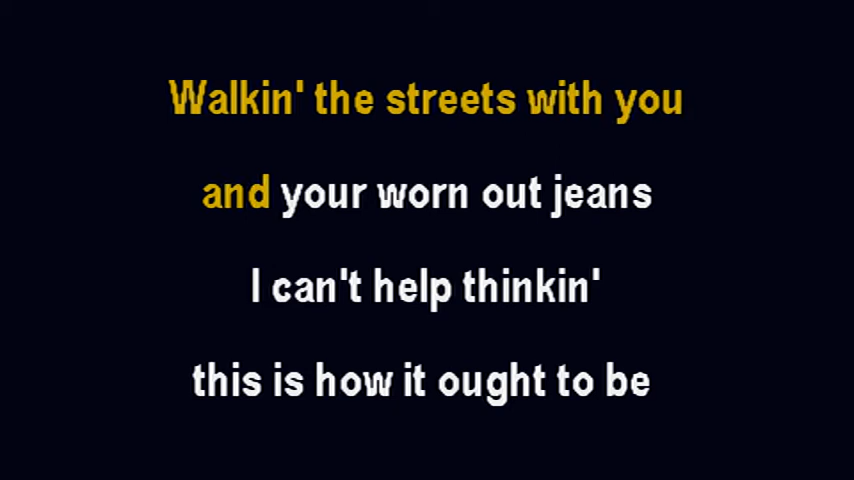 Walkin' the streets with you
and your worn out jeans
I can't help thinkin'
this is how it ought to be